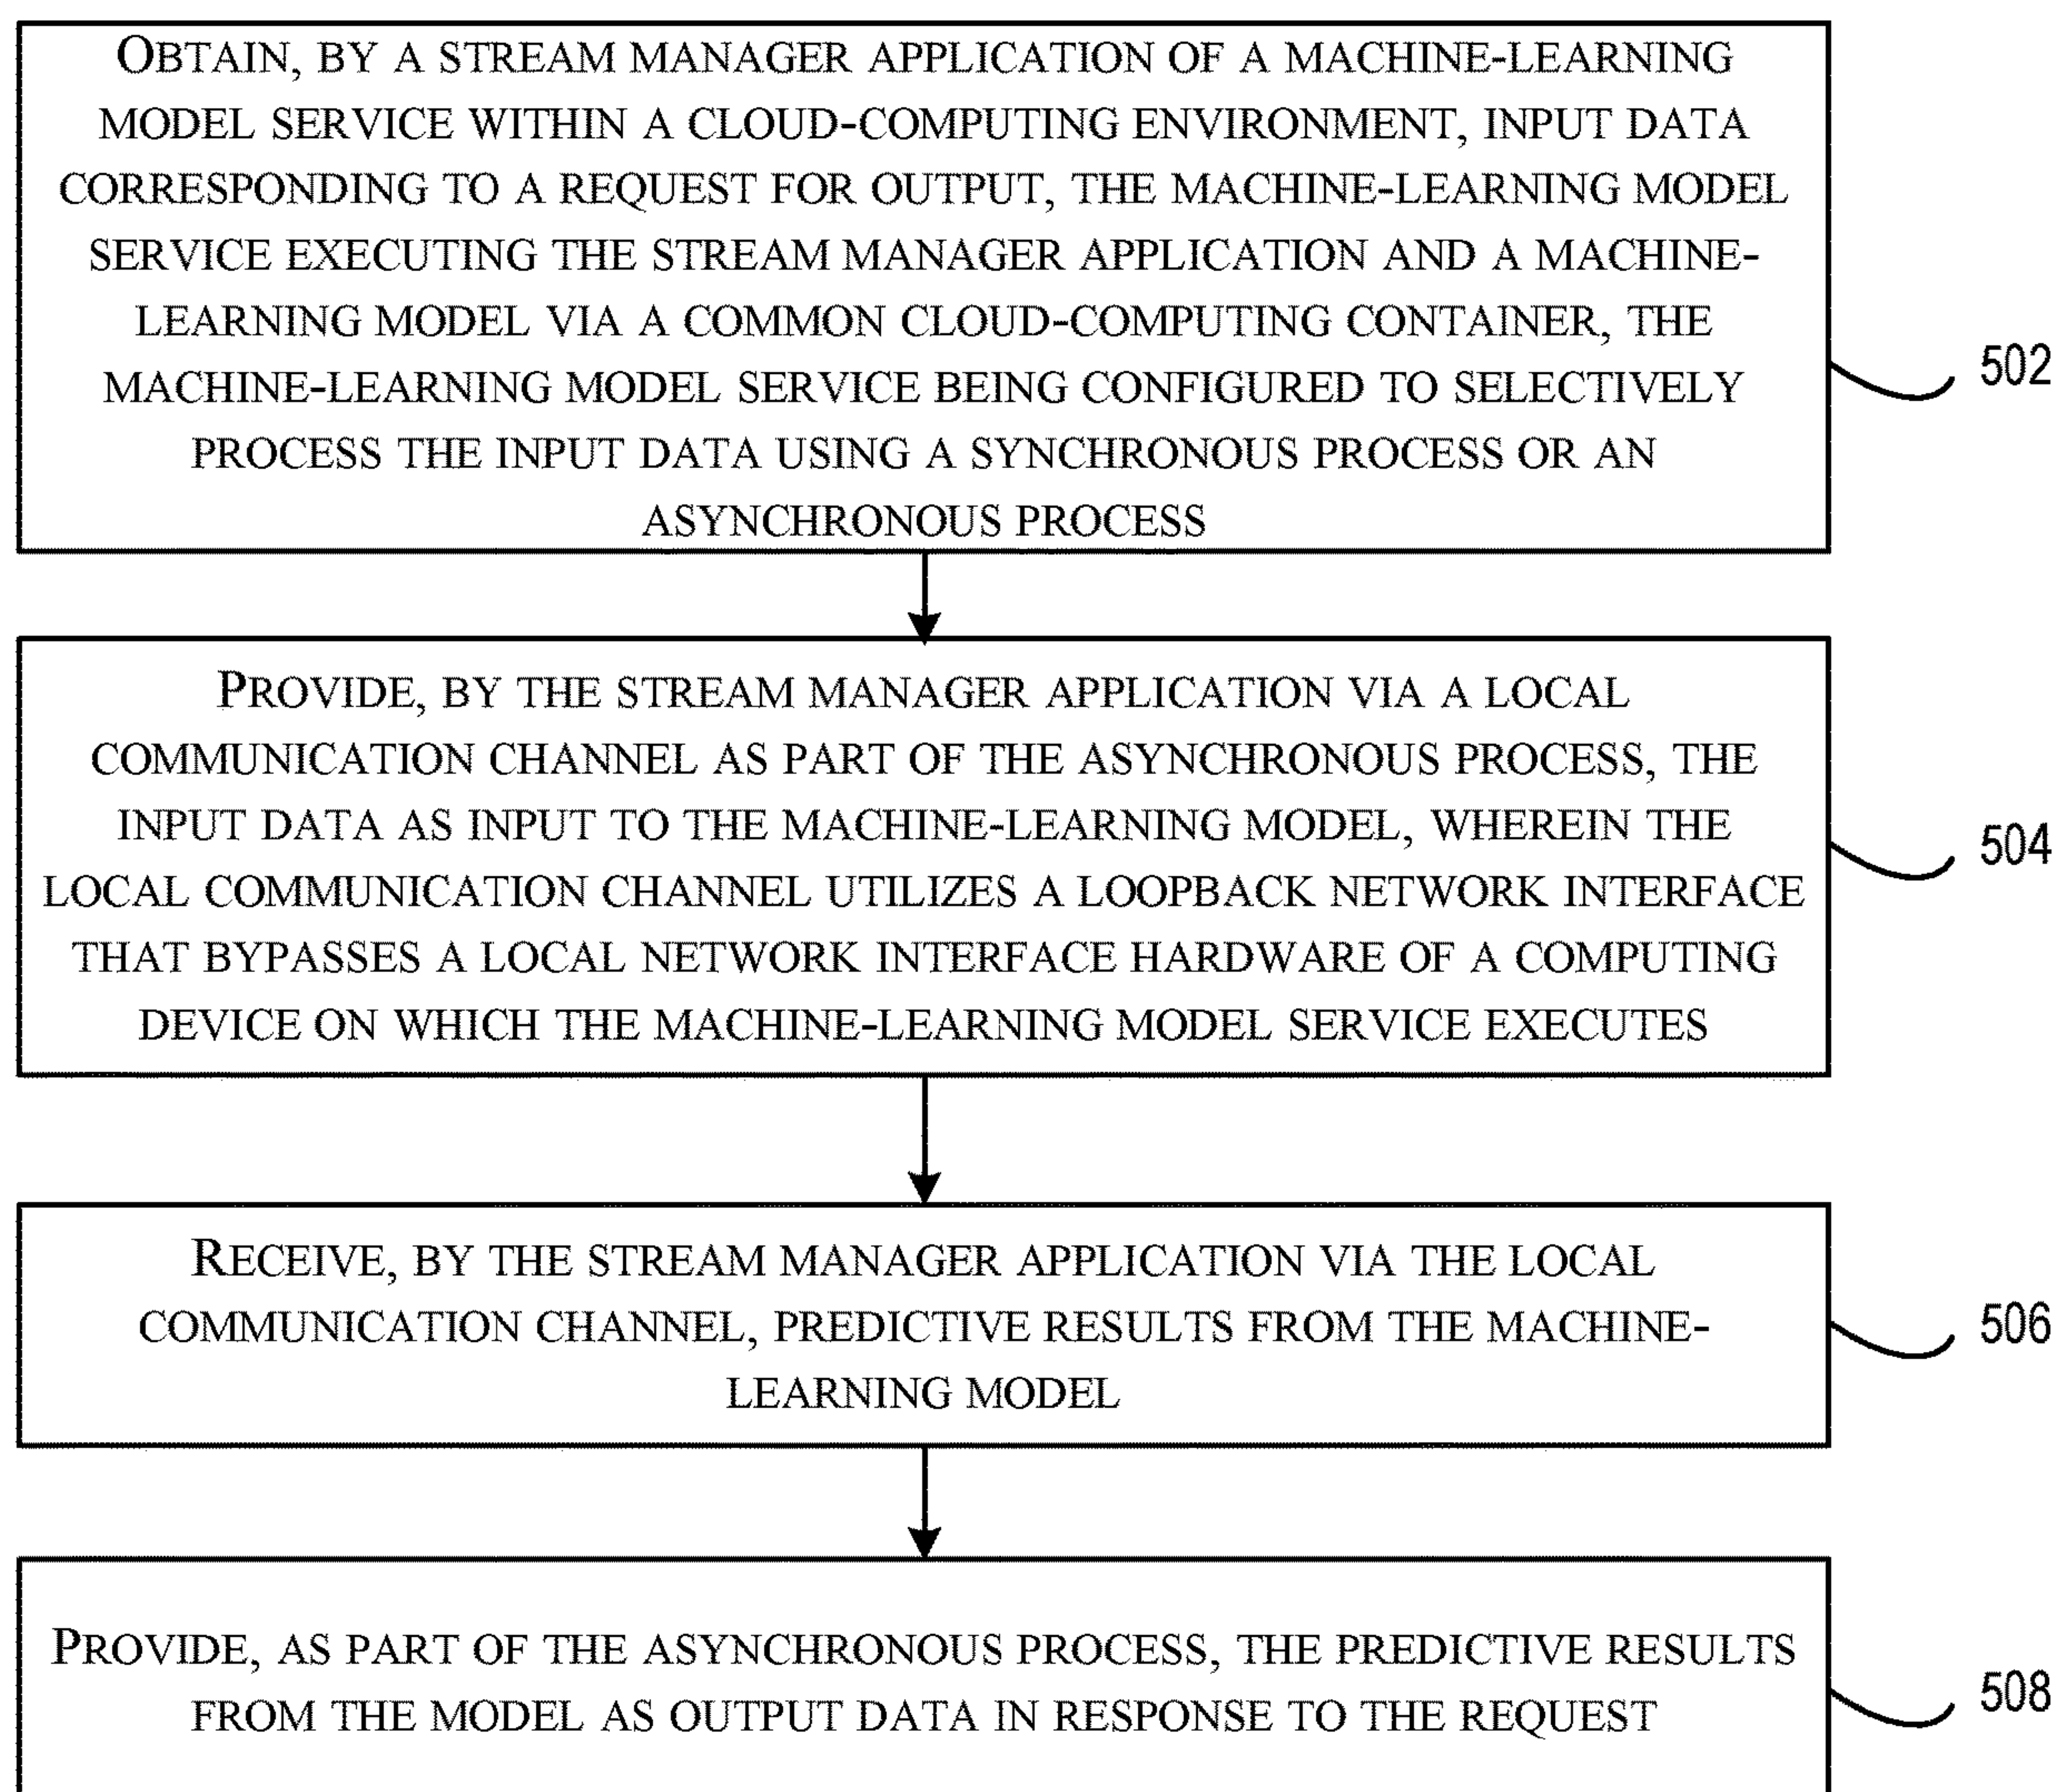 OBTAIN, BY A STREAM MANAGER APPLICATION OF A MACHINE-LEARNING
MODEL SERVICE WITHIN A CLOUD-COMPUTING ENVIRONMENT, INPUT DATA
CORRESPONDING TO A REQUEST FOR OUTPUT, THE MACHINE-LEARNING MODEL
SERVICE EXECUTING THE STREAM MANAGER APPLICATION AND A MACHINE-
LEARNING MODEL VIA A COMMON CLOUD-COMPUTING CONTAINER, THE
MACHINE-LEARNING MODEL SERVICE BEING CONFIGURED TO SELECTIVELY
PROCESS THE INPUT DATA USING A SYNCHRONOUS PROCESS OR AN
ASYNCHRONOUS PROCESS
502
PROVIDE, BY THE STREAM MANAGER APPLICATION VIA A LOCAL
COMMUNICATION CHANNEL AS PART OF THE ASYNCHRONOUS PROCESS, THE
INPUT DATA AS INPUT TO THE MACHINE-LEARNING MODEL, WHEREIN THE
LOCAL COMMUNICATION CHANNEL UTILIZES A LOOPBACK NETWORK INTERFACE
THAT BYPASSES A LOCAL NETWORK INTERFACE HARDWARE OF A COMPUTING
DEVICE ON WHICH THE MACHINE-LEARNING MODEL SERVICE EXECUTES
504
RECEIVE, BY THE STREAM MANAGER APPLICATION VIA THE LOCAL
COMMUNICATION CHANNEL, PREDICTIVE RESULTS FROM THE MACHINE-
LEARNING MODEL
506
PROVIDE, AS PART OF THE ASYNCHRONOUS PROCESS, THE PREDICTIVE RESULTS
FROM THE MODEL AS OUTPUT DATA IN RESPONSE TO THE REQUEST
508